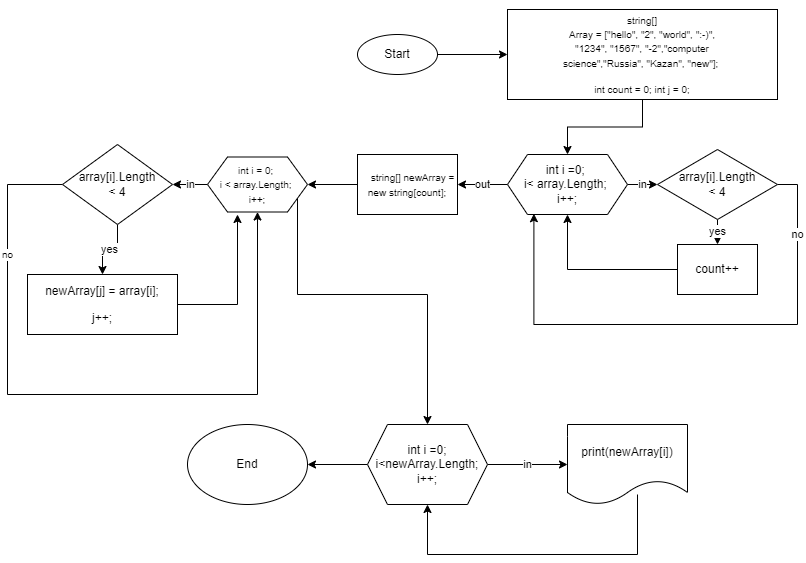 Start
string[]
Array = ["hello", "2", "world", ":-)",
"1234", "1567", "-2","computer
science","Russia", "Kazan", "new"];
int count = 0; int j = 0;
int i =0;
i< array.Length;
i++;
in
array[i].Length
< 4
yes
no
count++
out
string[] newArray =
new string[count];
int i = 0;
i < array.Length;
i++;
in
array[i].Length
< 4
yes
no
newArray[j] = array[i];
j++;
int i =0;
i<newArray.Length;
i++;
in
print(newArray[i])
End